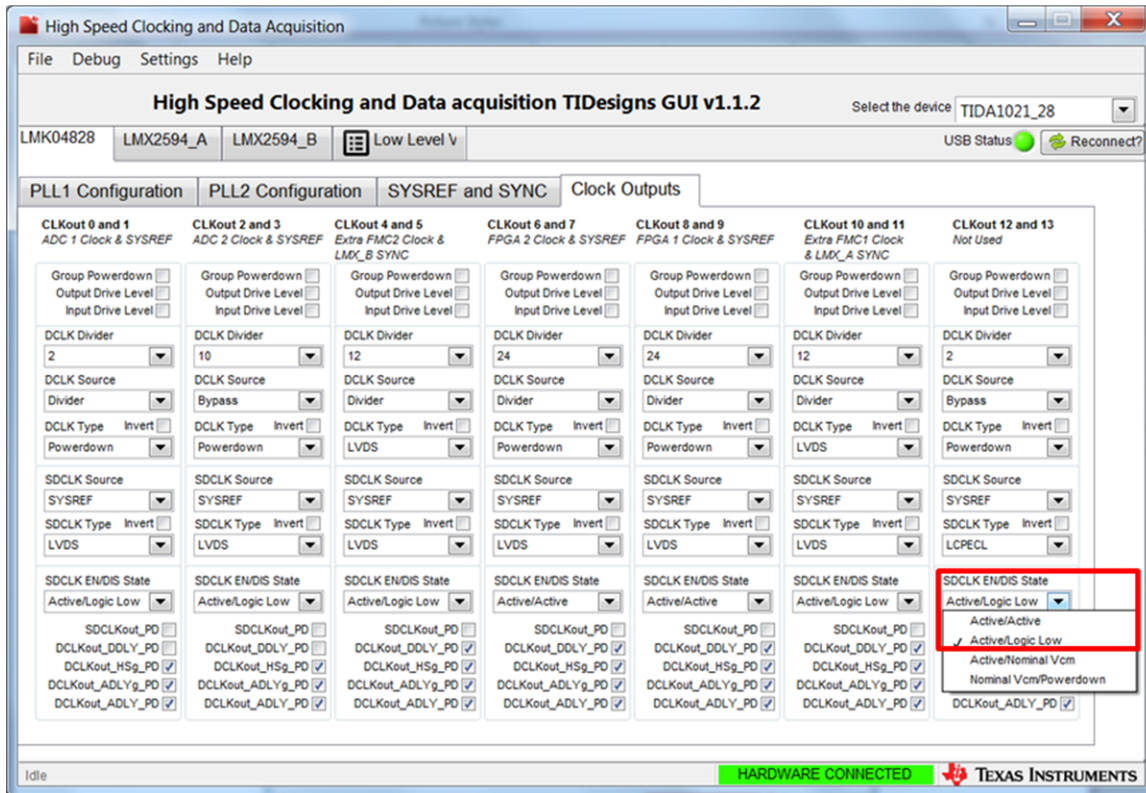 High Speed Clocking and Data Acquisition
File Debug Settings Help
High Speed Clocking and Data acquisition TIDesigns GUI v1.1.2
Select the device TIDA1021_28
LMK04828 LMX2594_A LMX2594_B Low Level V
USB Status Reconnect?
PLL1 Configuration PLL2 Configuration SYSREF and SYNC Clock Outputs
CLKout 0 and 1 CLKout 2 and 3 CLKout 4 and 5 CLKout 6 and 7 CLKout 8 and 9 CLKout 10 and 11 CLKout 12 and 13
ADC 1 Clock & SYSREF ADC 2 Clock & SYSREF Extra FMC2 Clock & FPGA 2 Clock & SYSREF FPGA 1 Clock & SYSREF Extra FMC1 Clock Not Used
LMX_B SYNC & LMX_A SYNC
Group Powerdown Group Powerdown Group Powerdown Group Powerdown Group Powerdown Group Powerdown Group Powerdown
Output Drive Level Output Drive Level Output Drive Level Output Drive Level Output Drive Level Output Drive Level Output Drive Level
Input Drive Level Input Drive Level Input Drive Level Input Drive Level Input Drive Level Input Drive Level Input Drive Level
DCLK Divider DCLK Divider DCLK Divider DCLK Divider DCLK Divider DCLK Divider DCLK Divider
2 10 12 24 24 12 2
DCLK Source DCLK Source DCLK Source DCLK Source DCLK Source DCLK Source DCLK Source
Divider Bypass Divider Divider Divider Divider Bypass
DCLK Type Invert DCLK Type Invert DCLK Type Invert DCLK Type Invert DCLK Type Invert DCLK Type Invert DCLK Type Invert
Powerdown Powerdown LVDS Powerdown Powerdown LVDS Powerdown
SDCLK Source SDCLK Source SDCLK Source SDCLK Source SDCLK Source SDCLK Source SDCLK Source
SYSREF SYSREF SYSREF SYSREF SYSREF SYSREF SYSREF
SDCLK Type Invert SDCLK Type Invert SDCLK Type Invert SDCLK Type Invert SDCLK Type Invert SDCLK Type Invert SDCLK Type Invert
LVDS LVDS LVDS LVDS LVDS LVDS LCPECL
SDCLK EN/DIS State SDCLK EN/DIS State SDCLK EN/DIS State SDCLK EN/DIS State SDCLK EN/DIS State SDCLK EN/DIS State SDCLK EN/DIS State
Active/Logic Low Active/Logic Low Active/Logic Low Active/Active Active/Active Active/Logic Low Active/Logic Low
SDCLKout_PD SDCLKout_PD SDCLKout_PD SDCLKout_PD SDCLKout_PD SDCLKout_PD Active/Active
DCLKout_DDLY_PD DCLKout_DDLY_PD DCLKout_DDLY_PD DCLKout_DDLY_PD DCLKout_DDLY_PD DCLKout_DDLY_PD ✓ Active/Logic Low
DCLKout_HSg_PD DCLKout_HSg_PD DCLKout_HSg_PD DCLKout_HSg_PD DCLKout_HSg_PD DCLKout_HSg_PD Active/Nominal Vcm
DCLKout_ADLYg_PD DCLKout_ADLYg_PD DCLKout_ADLYg_PD DCLKout_ADLYg_PD DCLKout_ADLYg_PD DCLKout_ADLYg_PD Nominal Vcm/Powerdown
DCLKout_ADLY_PD DCLKout_ADLY_PD DCLKout_ADLY_PD DCLKout_ADLY_PD DCLKout_ADLY_PD DCLKout_ADLY_PD DCLKout_ADLY_PD
Idle HARDWARE CONNECTED TEXAS INSTRUMENTS